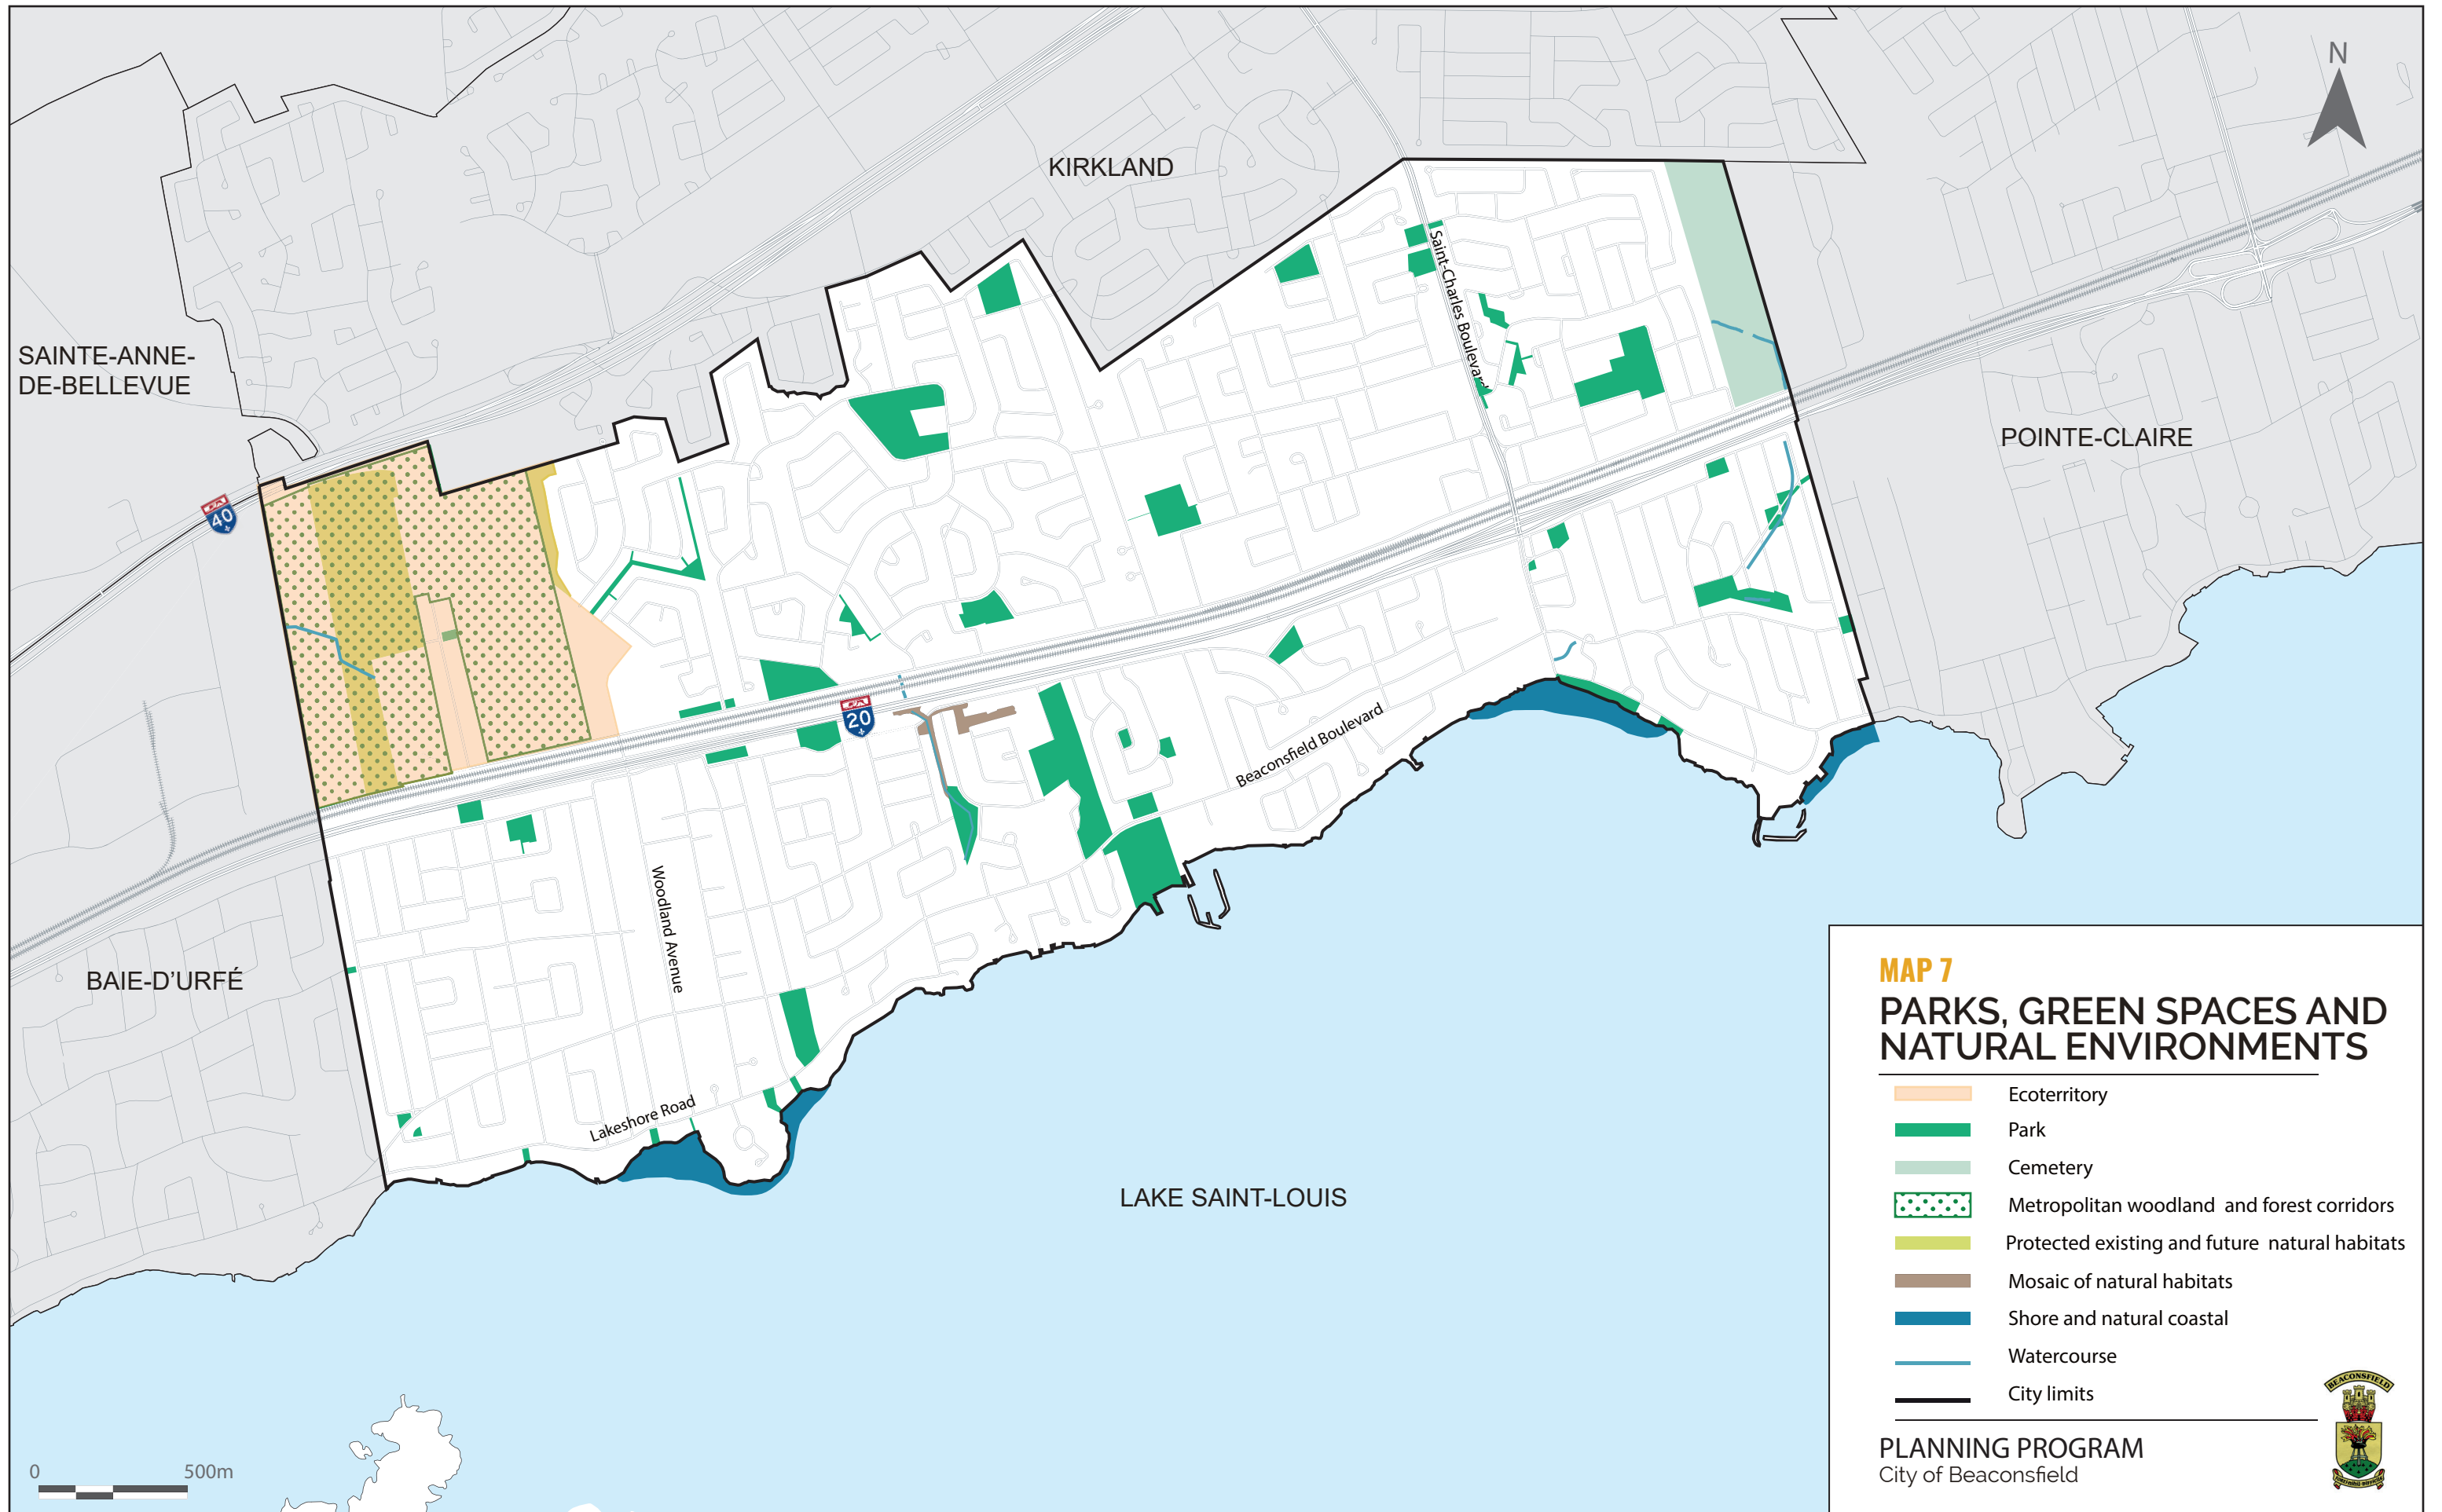 N
KIRKLAND
SAINTE-ANNE-
DE-BELLEVUE
Saint-Charles Boulevard
POINTE-CLAIRE
40
20
Beaconsfield Boulevard
Woodland Avenue
BAIE-D'URFÉ
Lakeshore Road
LAKE SAINT-LOUIS
0 500m
MAP 7
PARKS, GREEN SPACES AND
NATURAL ENVIRONMENTS
Ecoterritory
Park
Cemetery
Metropolitan woodland and forest corridors
Protected existing and future natural habitats
Mosaic of natural habitats
Shore and natural coastal
Watercourse
City limits
BEACONSFIELD
PLANNING PROGRAM
City of Beaconsfield